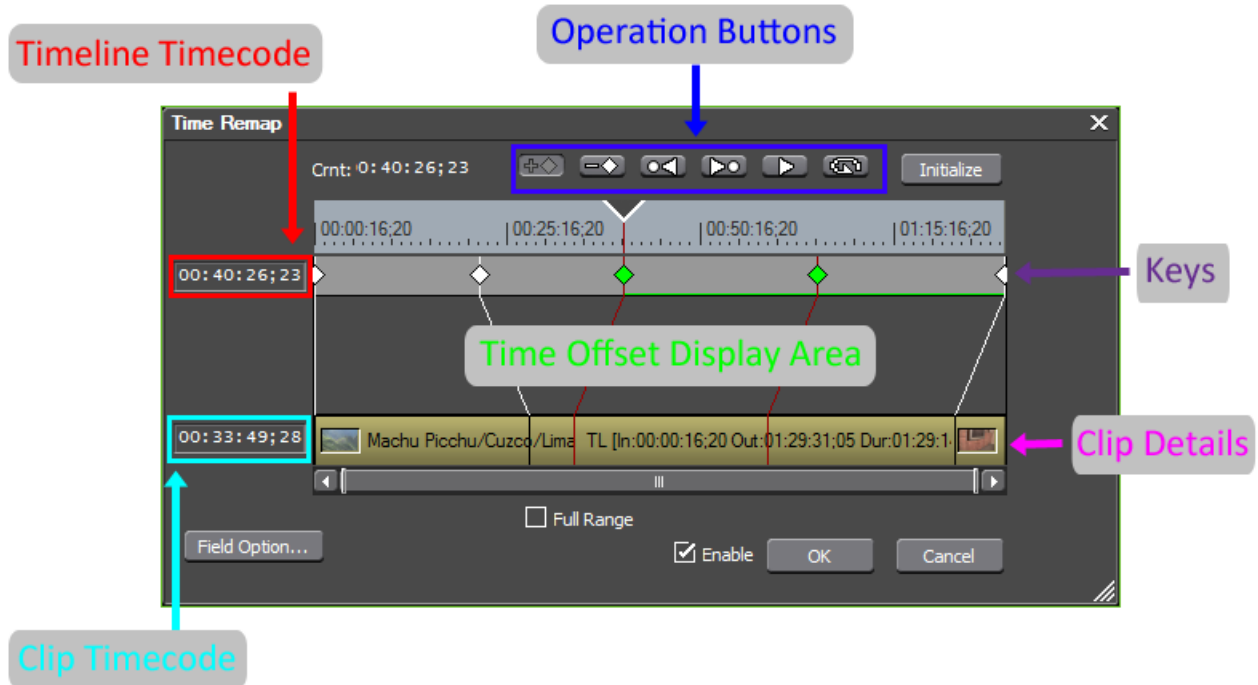 Operation Buttons
Timeline Timecode
Time Remap
Crnt: 0:40:26;23
Initialize
00:00:16;20 00:25:16;20 00:50:16;20 01:15:16;20
00:40:26;23
Keys
Time Offset Display Area
00:33:49;28
Machu Picchu/Cuzco/Lima TL [In:00:00:16;20 Out:01:29:31;05 Dur:01:29:1
Clip Details
Full Range
Field Option...
Enable OK Cancel
Clip Timecode